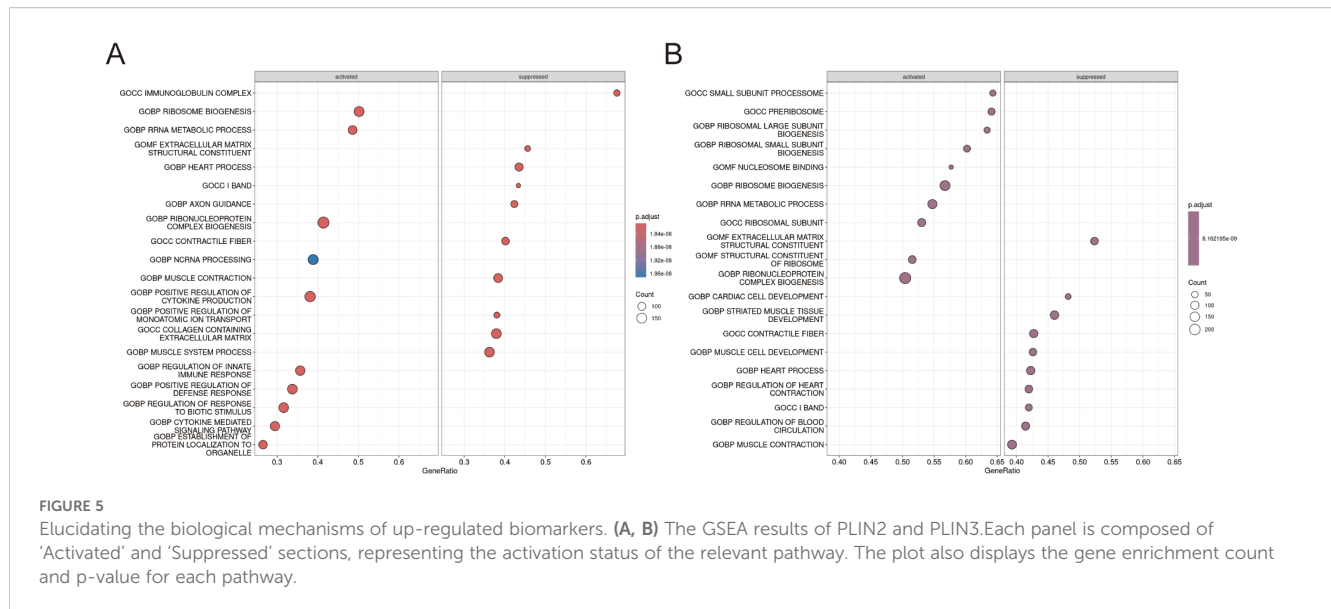 A
activated
suppressed
GOCC IMMUNOGLOBULIN COMPLEX
GOBP RIBOSOME BIOGENESIS
GOBP RRNA METABOLIC PROCESS
GOMF EXTRACELLULAR MATRIX
STRUCTURAL CONSTITUENT
GOBP HEART PROCESS
GOCC I BAND
GOBP AXON GUIDANCE
GOBP RIBONUCLEOPROTEIN
COMPLEX BIOGENESIS
GOCC CONTRACTILE FIBER
GOBP NCRNA PROCESSING
GOBP MUSCLE CONTRACTION
GOBP POSITIVE REGULATION OF
CYTOKINE PRODUCTION
GOBP POSITIVE REGULATION OF
MONOATOMIC ION TRANSPORT
GOCC COLLAGEN CONTAINING
EXTRACELLULAR MATRIX
GOBP MUSCLE SYSTEM PROCESS
GOBP REGULATION OF INNATE
IMMUNE RESPONSE
GOBP POSITIVE REGULATION OF
DEFENSE RESPONSE
GOBP REGULATION OF RESPONSE
TO BIOTIC STIMULUS
GOBP CYTOKINE MEDIATED
SIGNALING PATHWAY
GOBP ESTABLISHMENT OF
PROTEIN LOCALIZATION TO
ORGANELLE
0.3 0.4 0.5 0.6 0.3 0.4 0.5 0.6
GeneRatio
p.adjust
1.84e-08
1.88e-08
1.92e-08
1.96e-08
Count
100
150
B
activated
suppressed
GOCC SMALL SUBUNIT PROCESSOME
GOCC PRERIBOSOME
GOBP RIBOSOMAL LARGE SUBUNIT
BIOGENESIS
GOBP RIBOSOMAL SMALL SUBUNIT
BIOGENESIS
GOMF NUCLEOSOME BINDING
GOBP RIBOSOME BIOGENESIS
GOBP RRNA METABOLIC PROCESS
GOCC RIBOSOMAL SUBUNIT
GOMF EXTRACELLULAR MATRIX
STRUCTURAL CONSTITUENT
GOMF STRUCTURAL CONSTITUENT
OF RIBOSOME
GOBP RIBONUCLEOPROTEIN
COMPLEX BIOGENESIS
GOBP CARDIAC CELL DEVELOPMENT
GOBP STRIATED MUSCLE TISSUE
DEVELOPMENT
GOCC CONTRACTILE FIBER
GOBP MUSCLE CELL DEVELOPMENT
GOBP HEART PROCESS
GOBP REGULATION OF HEART
CONTRACTION
GOCC I BAND
GOBP REGULATION OF BLOOD
CIRCULATION
GOBP MUSCLE CONTRACTION
0.40 0.45 0.50 0.55 0.60 0.65 0.40 0.45 0.50 0.55 0.60 0.65
GeneRatio
p.adjust
8.162195e-09
Count
50
100
150
200
FIGURE 5
Elucidating the biological mechanisms of up-regulated biomarkers. (A, B) The GSEA results of PLIN2 and PLIN3.Each panel is composed of
‘Activated’ and ‘Suppressed’ sections, representing the activation status of the relevant pathway. The plot also displays the gene enrichment count
and p-value for each pathway.